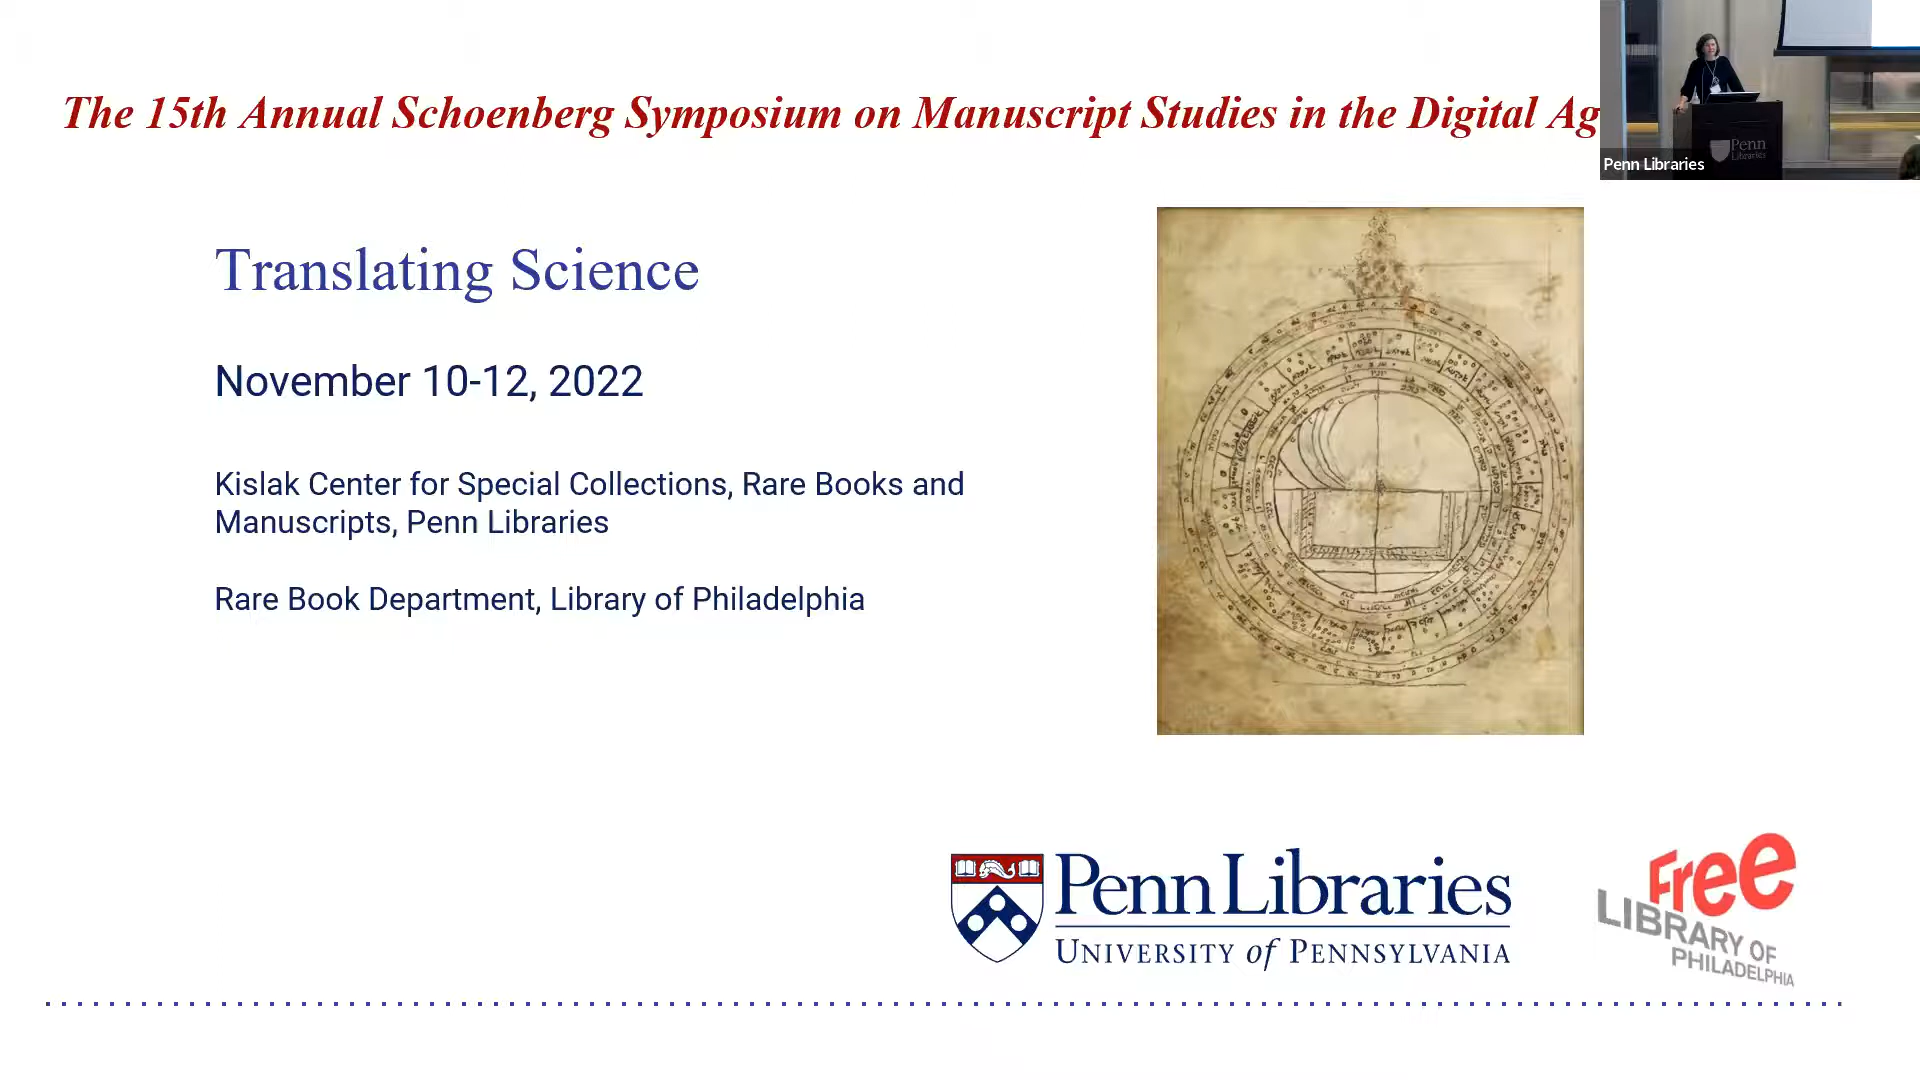 The 15th Annual Schoenberg Symposium on Manuscript Studies in the Digital Ag
Penn Libraries
Penn
Libraries
Translating Science
November 10-12, 2022
Kislak Center for Special Collections, Rare Books and
Manuscripts, Penn Libraries
Rare Book Department, Library of Philadelphia
Penn Libraries
UNIVERSITY of PENNSYLVANIA
Free
LIBRARY OF
PHILADELPHIA